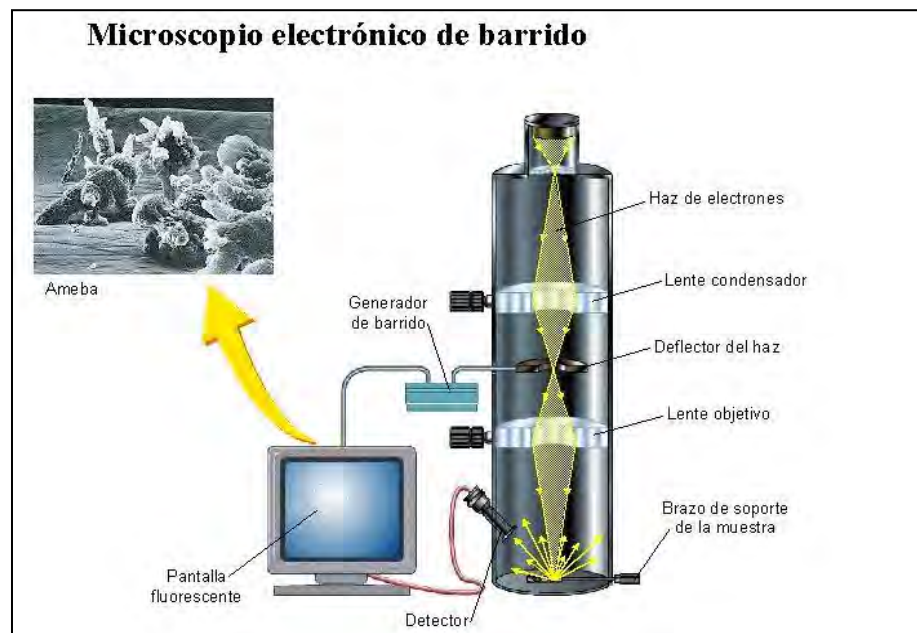 Microscopio electrónico de barrido
Haz de electrones
Ameba
Lente condensador
Generador
de barrido
Deflector del haz
Lente objetivo
Brazo de soporte
de la muestra
Pantalla
fluorescente
Detector